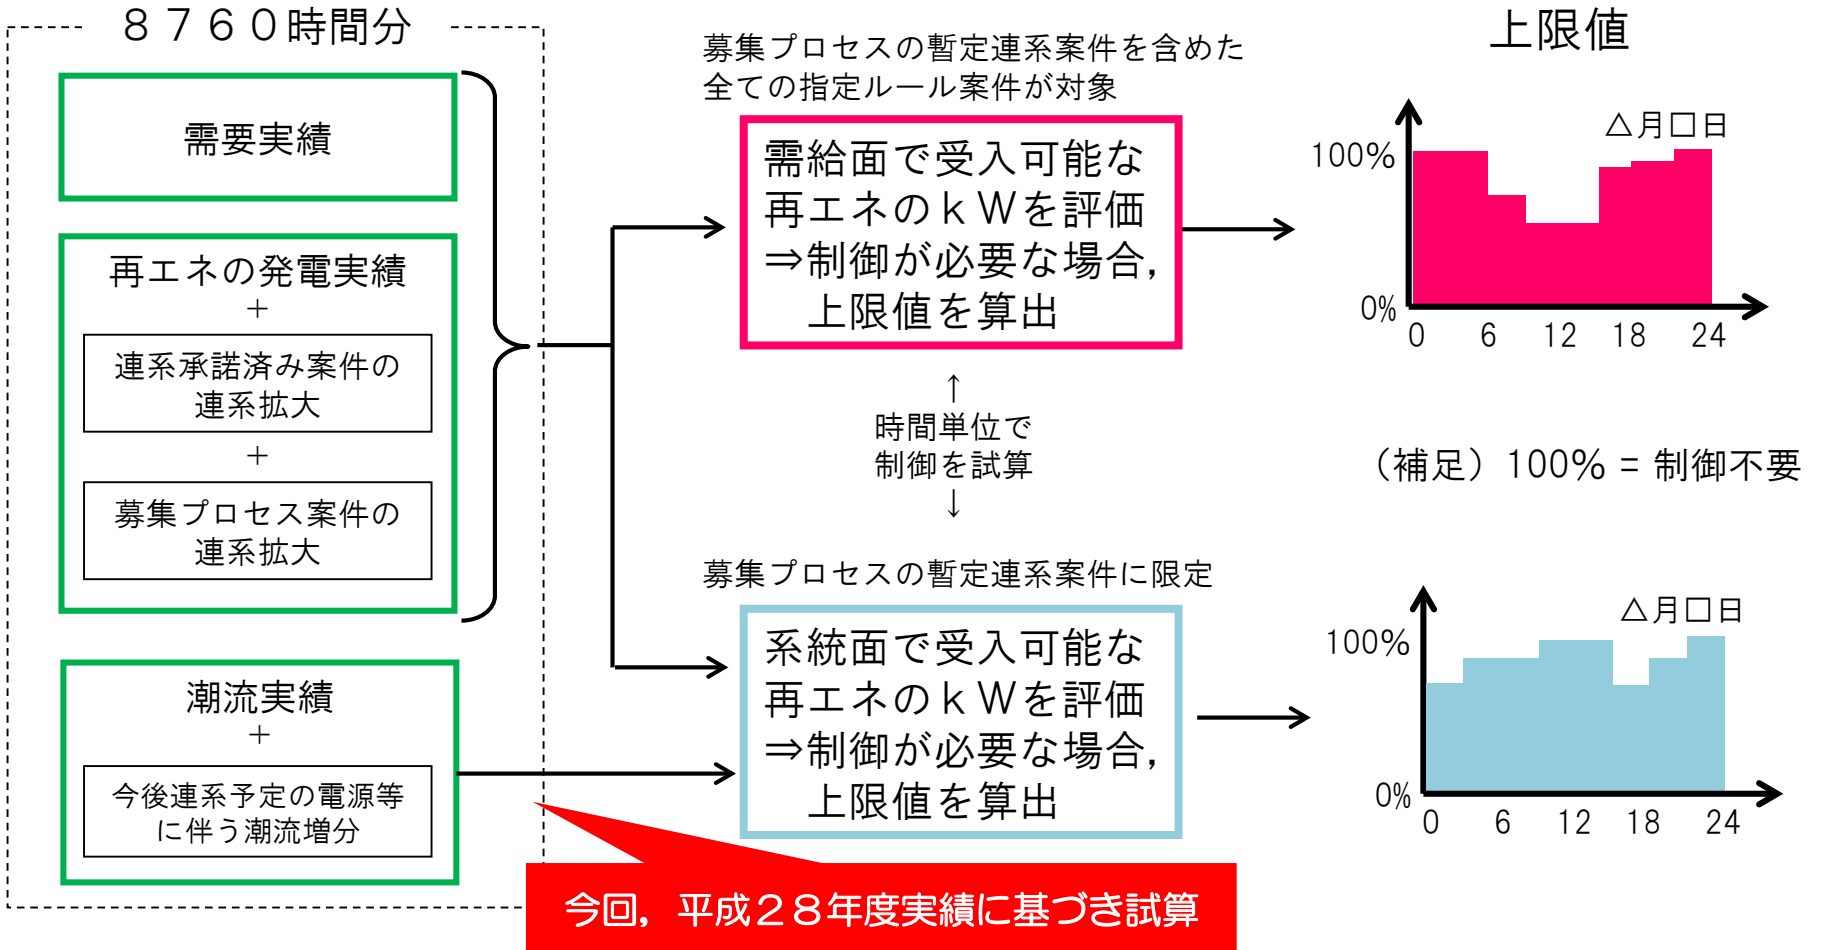 ８７６０時間分
需要実績
再エネの発電実績
＋
連系承諾済み案件の
連系拡大
＋
募集プロセス案件の
連系拡大
潮流実績
＋
今後連系予定の電源等
に伴う潮流増分
募集プロセスの暫定連系案件を含めた
全ての指定ルール案件が対象
需給面で受入可能な
再エネのｋＷを評価
⇒制御が必要な場合，
上限値を算出
↑
時間単位で
制御を試算
↓
募集プロセスの暫定連系案件に限定
系統面で受入可能な
再エネのｋＷを評価
⇒制御が必要な場合，
上限値を算出
今回，平成２８年度実績に基づき試算
上限値
△月□日
100%
0%
0 6 12 18 24
（補足）100% = 制御不要
△月□日
100%
0%
0 6 12 18 24